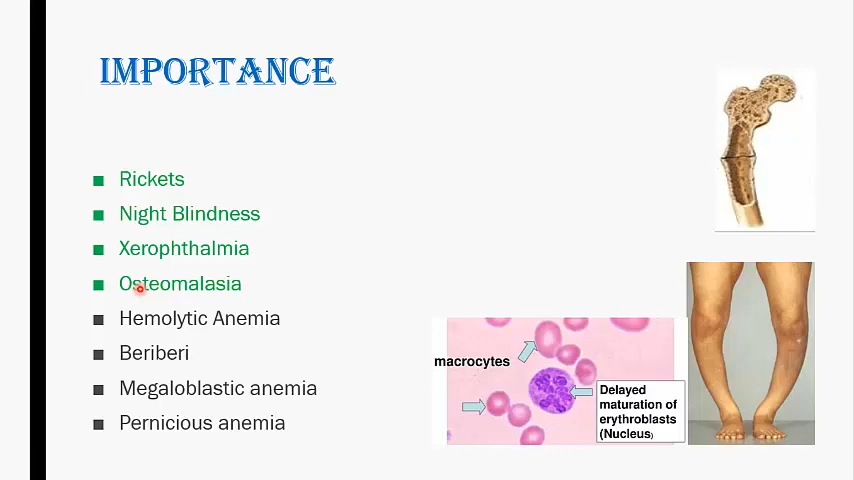 IMPORTANCE
Rickets
Night Blindness
Xerophthalmia
Osteomalasia
Hemolytic Anemia
Beriberi
Megaloblastic anemia
Pernicious anemia
macrocytes
Delayed
maturation of
erythroblasts
(Nucleus)